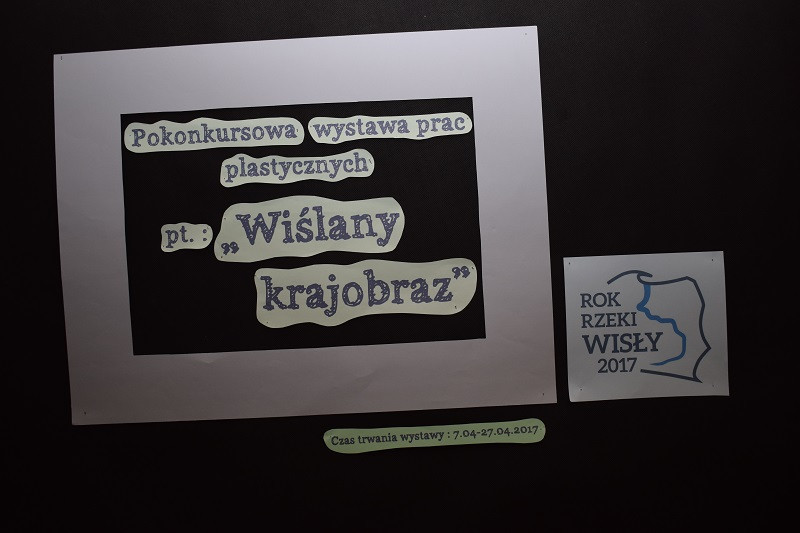 Pokonkursowa wystawa prac
plastycznych
pt. : „Wiślany
krajobraz”
ROK
RZEKI
WISŁY
2017
Czas trwania wystawy : 7.04-27.04.2017